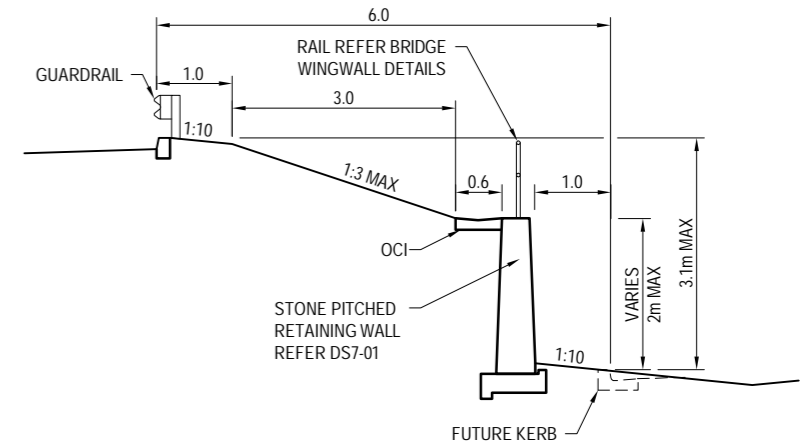 6.0
RAIL REFER BRIDGE
WINGWALL DETAILS
GUARDRAIL
1.0
3.0
1:10
1:3 MAX
0.6
1.0
OCI
STONE PITCHED
RETAINING WALL
REFER DS7-01
VARIES
2m MAX
3.1m MAX
1:10
FUTURE KERB